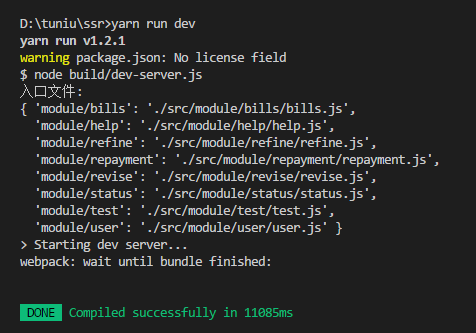 D:\tuniu\ssr>yarn run dev
yarn run v1.2.1
warning package.json: No license field
$ node build/dev-server.js
入口文件:
{ 'module/bills': './src/module/bills/bills.js',
  'module/help': './src/module/help/help.js',
  'module/refine': './src/module/refine/refine.js',
  'module/repayment': './src/module/repayment/repayment.js',
  'module/revise': './src/module/revise/revise.js',
  'module/status': './src/module/status/status.js',
  'module/test': './src/module/test/test.js',
  'module/user': './src/module/user/user.js' }
> Starting dev server...
webpack: wait until bundle finished:
DONE Compiled successfully in 11085ms